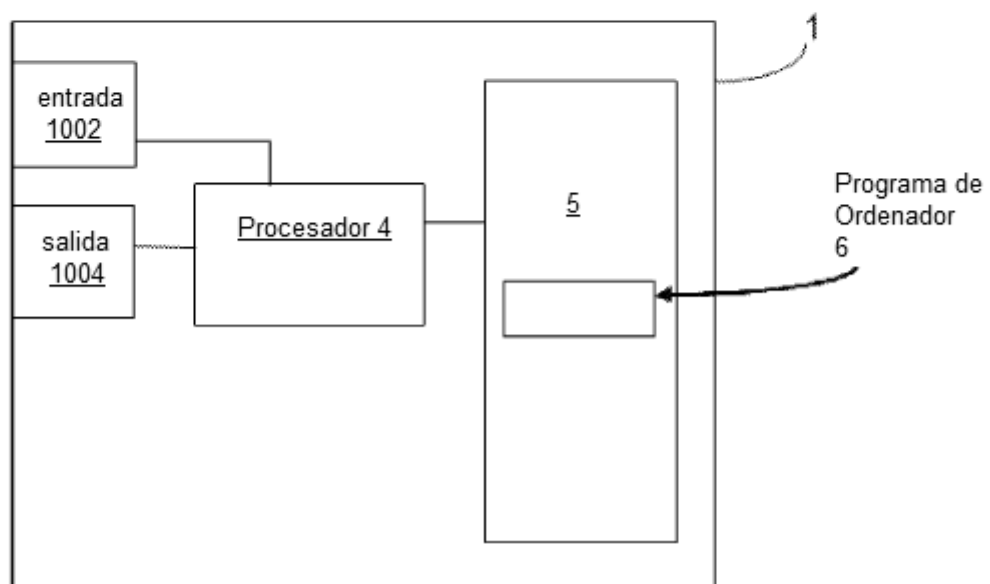 1
entrada
1002
salida
1004
Procesador 4
5
Programa de
Ordenador
6